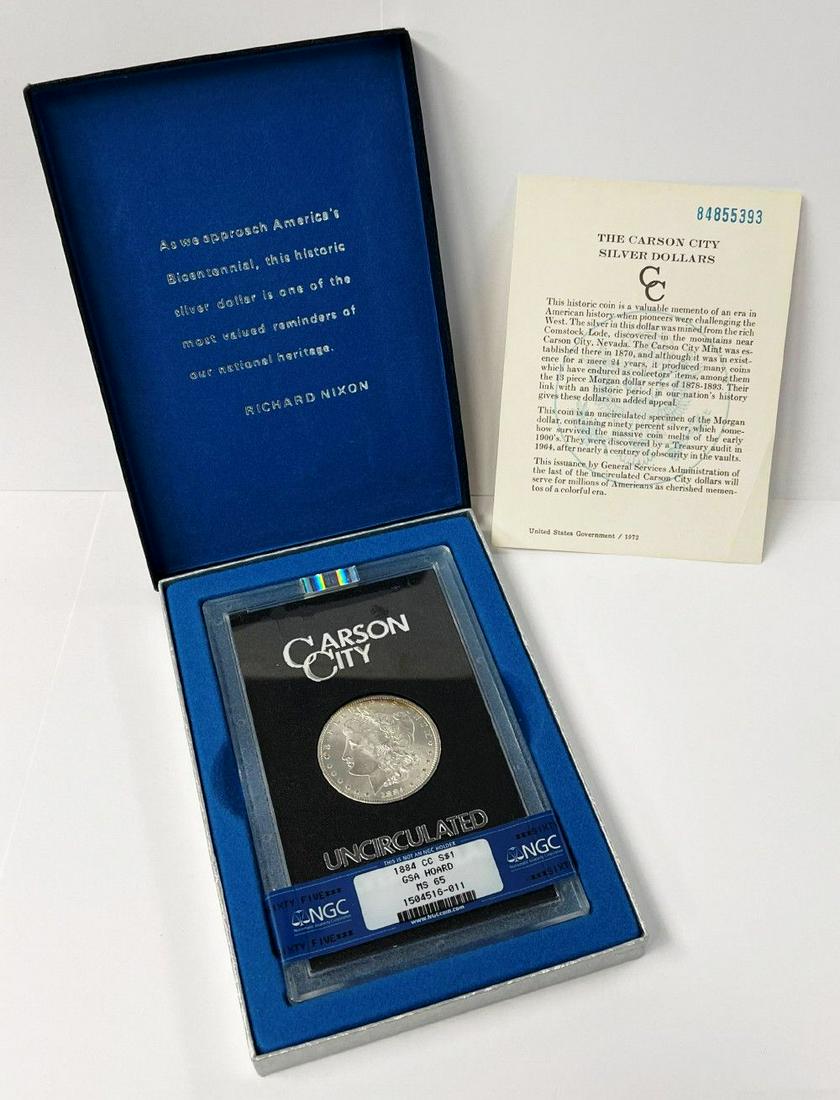 As we approach America's
Bicentennial, this historic
silver dollar is one of the
most valued reminders of
our national heritage.
RICHARD NIXON
84855393
THE CARSON CITY
SILVER DOLLARS
CC
This historic coin is a valuable memento of an era in
American history when pioneers were challenging the
West. The silver in this dollar was mined from the rich
Comstock Lode, discovered in the mountains near
Carson City, Nevada. The Carson City Mint was es-
tablished there in 1870, and although it was in exist-
ence for a mere 24 years, it produced many coins
which have endured as collectors' items, among them
the 13 piece Morgan dollar series of 1878-1893. Their
link with an historic period in our nation's history
gives these dollars an added appeal.
This coin is an uncirculated specimen of the Morgan
dollar, containing ninety percent silver, which some-
how survived the massive coin melts of the early
1900's. They were discovered by a Treasury audit in
1964, after nearly a century of obscurity in the vaults.
This issuance by General Services Administration of
the last of the uncirculated Carson City dollars will
serve for millions of Americans as cherished memen-
tos of a colorful era.
United States Government / 1972
CARSON
CITY
1884
UNCIRCULATED
THIS IS NOT AN NGC HOLDER
1884 CC S$1
GSA HOARD
MS 65
1504516-011
www.NGCcoin.com
IXTY FIVE***
NGC
IXTY FIVE***
***SIXT
NGC
***SIXT